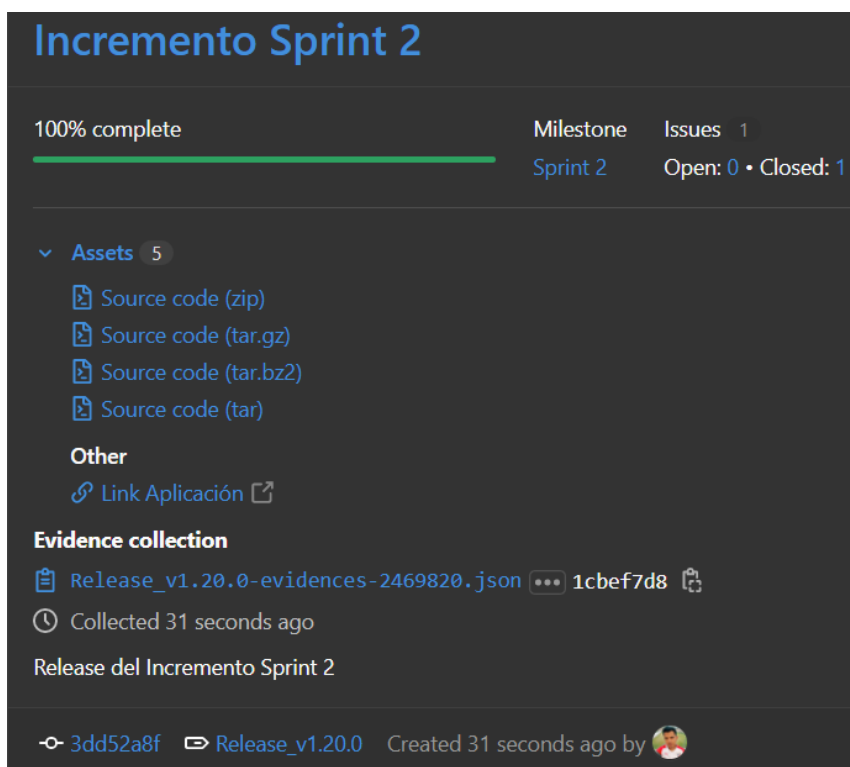 Incremento Sprint 2
100% complete
Milestone
Issues 1
Sprint 2
Open: 0 • Closed: 1
Assets 5
Source code (zip)
Source code (tar.gz)
Source code (tar.bz2)
Source code (tar)
Other
Link Aplicación
Evidence collection
Release_v1.20.0-evidences-2469820.json ••• 1cbef7d8
Collected 31 seconds ago
Release del Incremento Sprint 2
3dd52a8f Release_v1.20.0 Created 31 seconds ago by